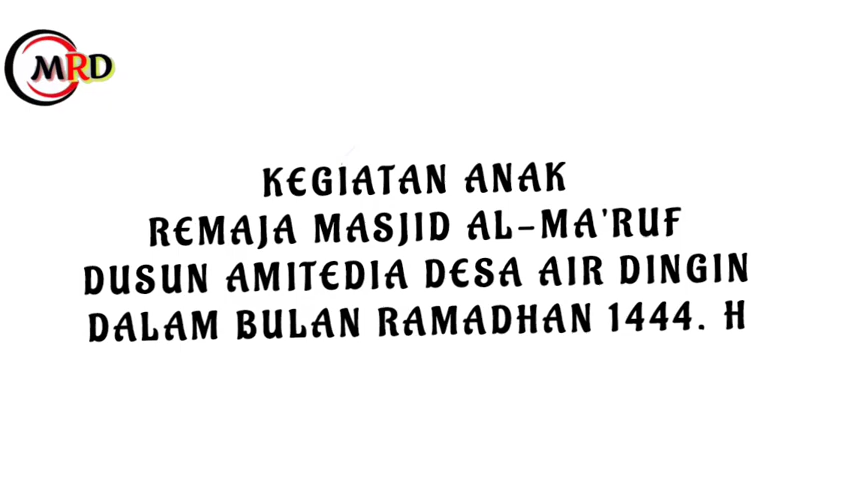 MRD
KEGIATAN ANAK
REMAJA MASJID AL-MA'RUF
DUSUN AMITEDIA DESA AIR DINGIN
DALAM BULAN RAMADHAN 1444. H